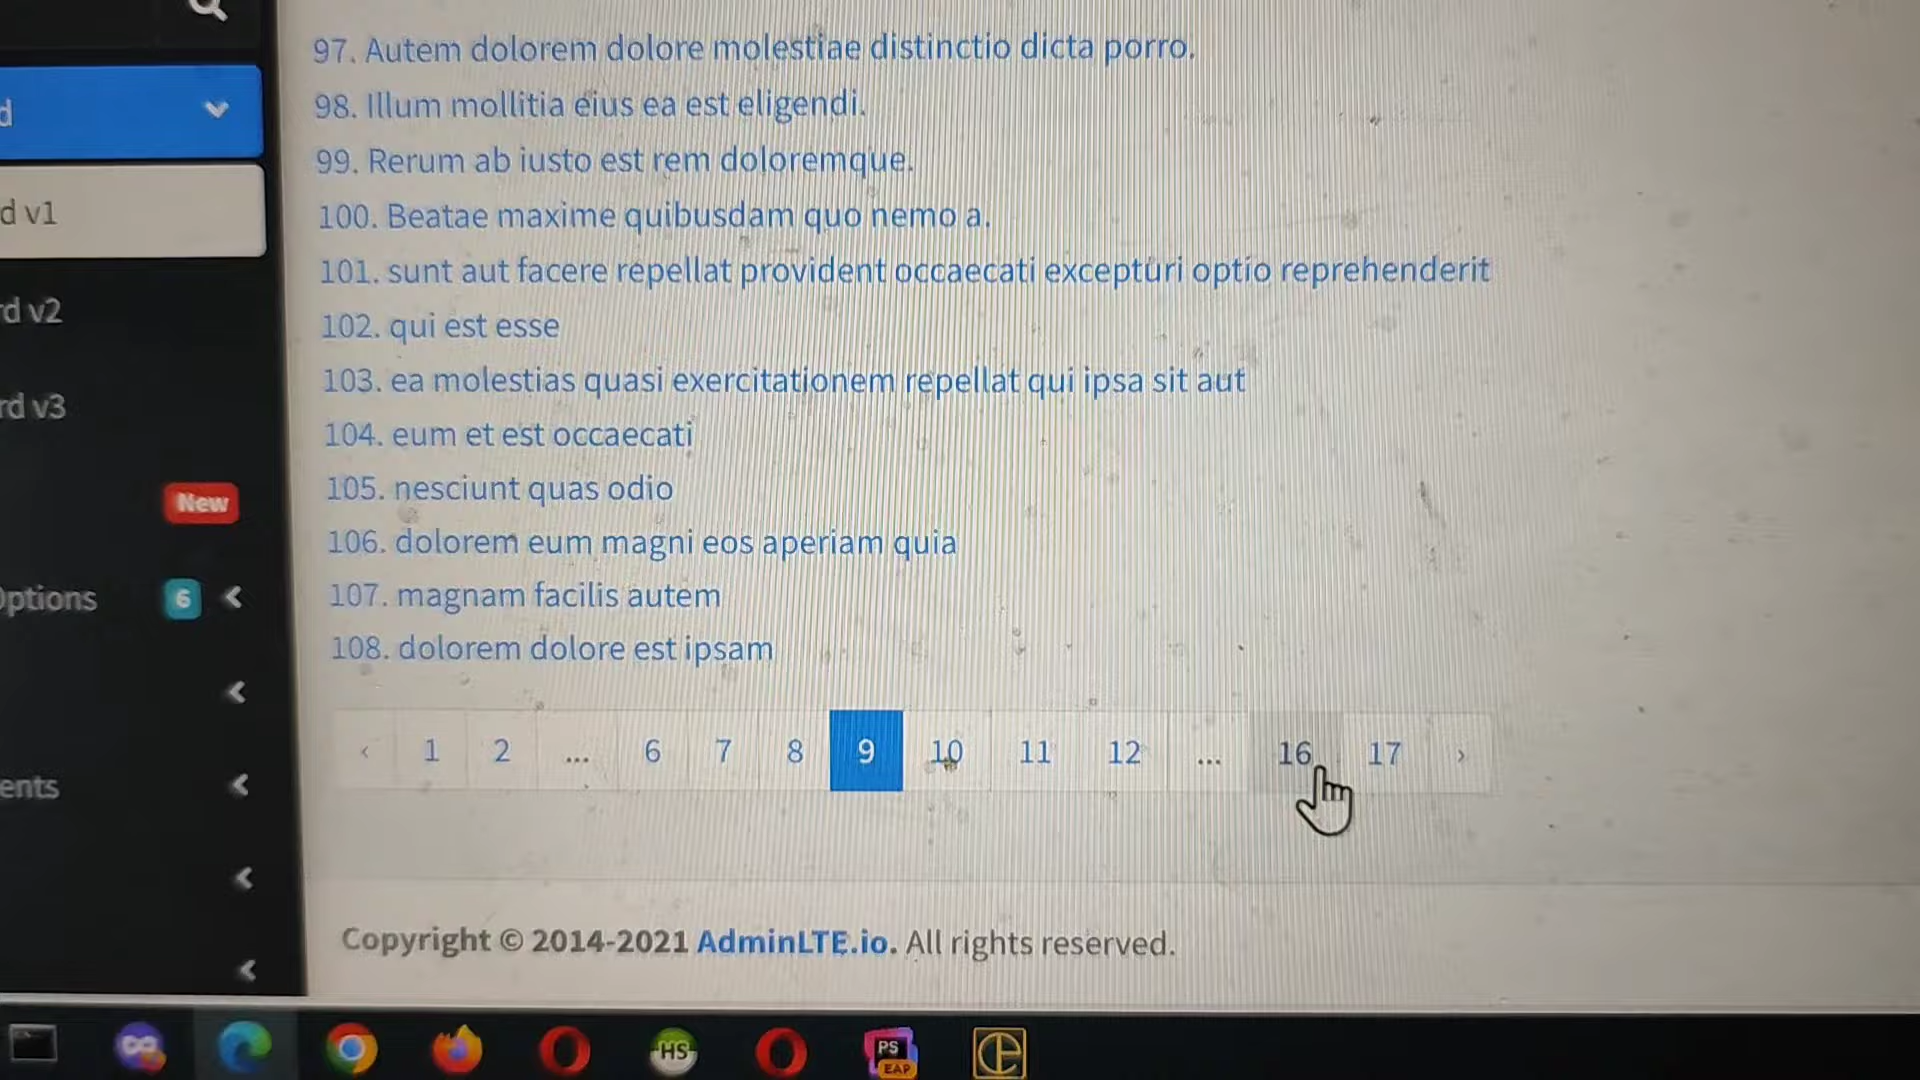 97. Autem dolorem dolore molestiae distinctio dicta porro.
98. Illum mollitia eius ea est eligendi.
99. Rerum ab iusto est rem doloremque.
100. Beatae maxime quibusdam quo nemo a.
101. sunt aut facere repellat provident occaecati excepturi optio reprehenderit
102. qui est esse
103. ea molestias quasi exercitationem repellat qui ipsa sit aut
104. eum et est occaecati
105. nesciunt quas odio
106. dolorem eum magni eos aperiam quia
107. magnam facilis autem
108. dolorem dolore est ipsam
‹ 1 2 ... 6 7 8 9 10 11 12 ... 16 17 ›
Copyright © 2014-2021 AdminLTE.io. All rights reserved.
d
d v1
rd v2
rd v3
New
Options 6
ents
HS
PS
EAP